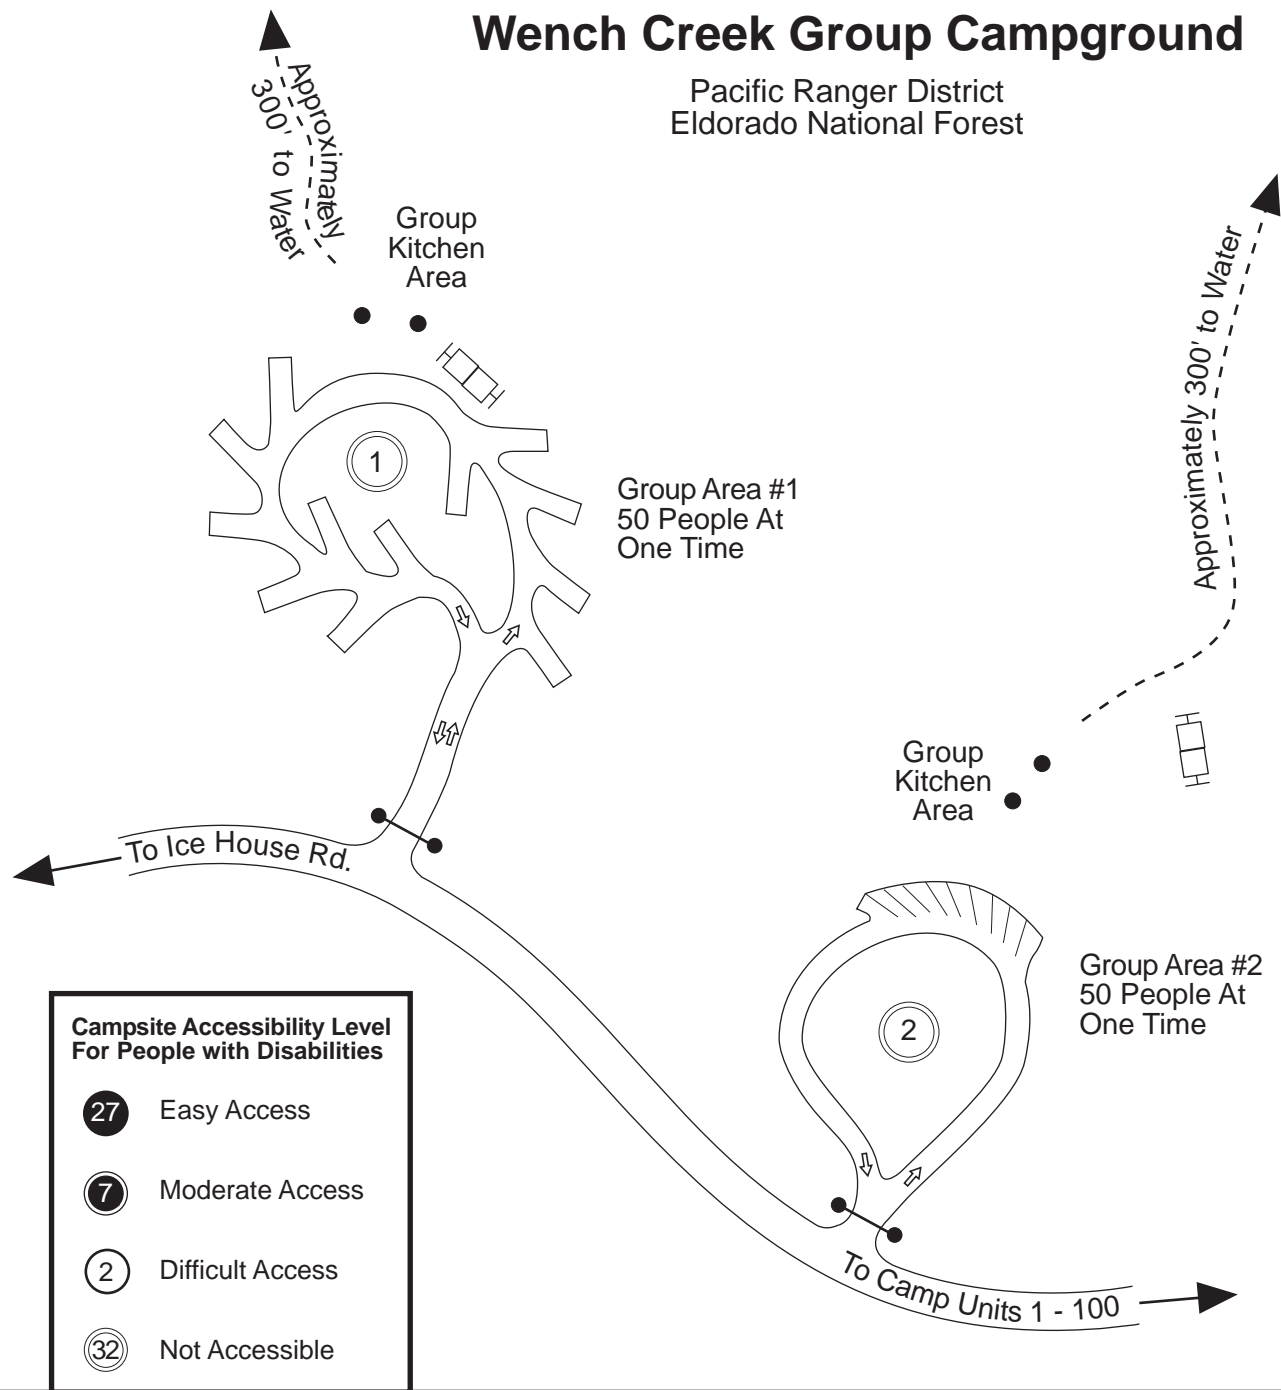 Wench Creek Group Campground
Pacific Ranger District
Eldorado National Forest
Approximately
300' to Water
Group
Kitchen
Area
Approximately 300' to Water
1
Group Area #1
50 People At
One Time
Group
Kitchen
Area
To Ice House Rd.
Group Area #2
50 People At
One Time
2
Campsite Accessibility Level
For People with Disabilities
27 Easy Access
7 Moderate Access
2 Difficult Access
32 Not Accessible
To Camp Units 1 - 100